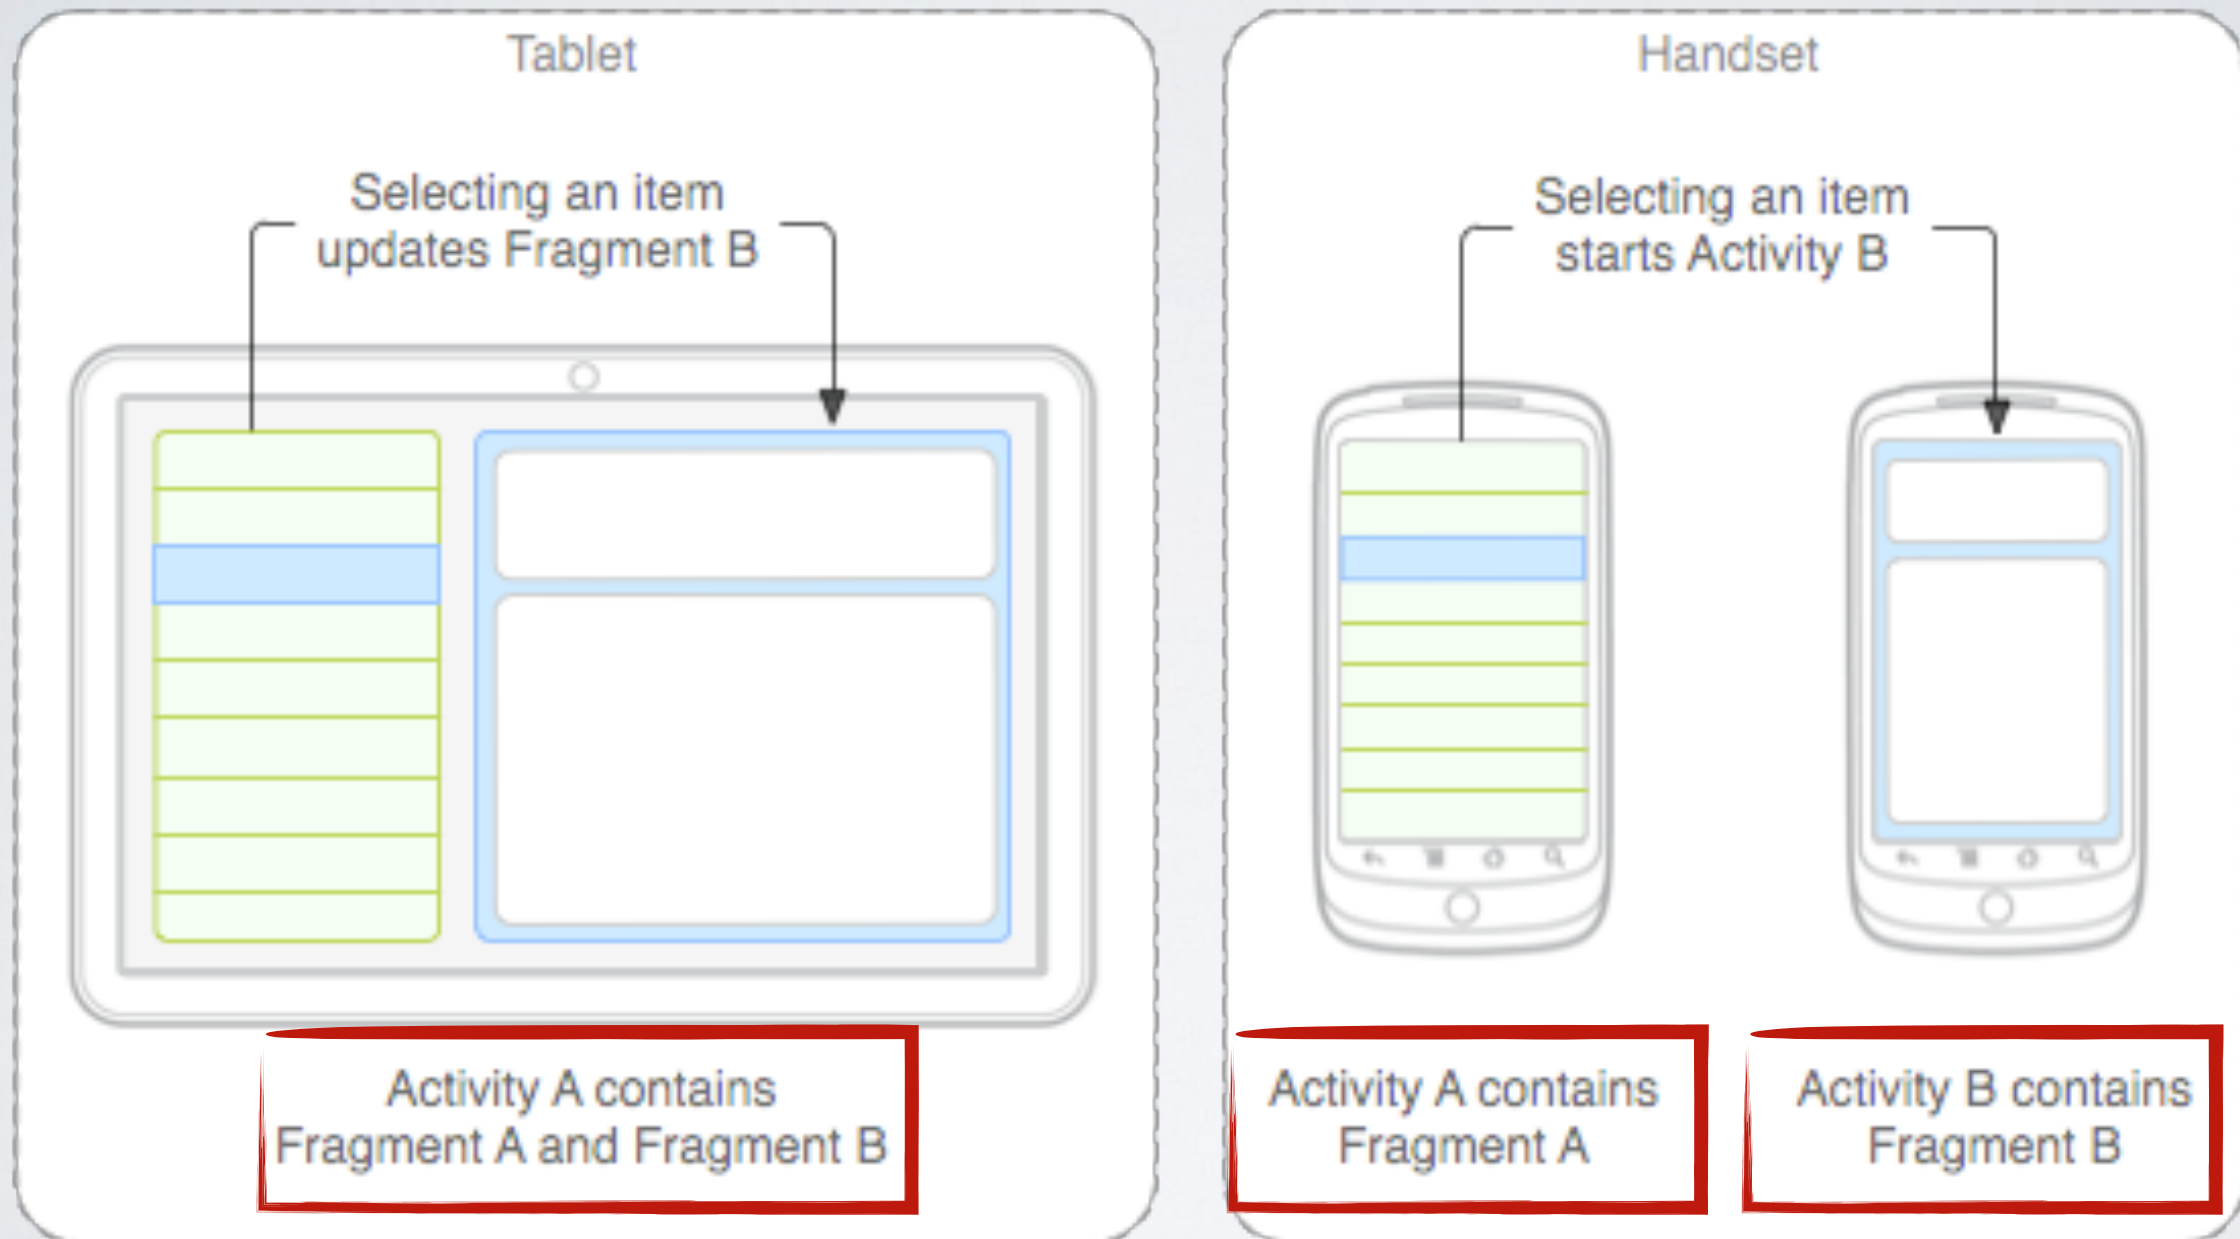 Tablet
Selecting an item
updates Fragment B
Activity A contains
Fragment A and Fragment B
Handset
Selecting an item
starts Activity B
Activity A contains
Fragment A
Activity B contains
Fragment B